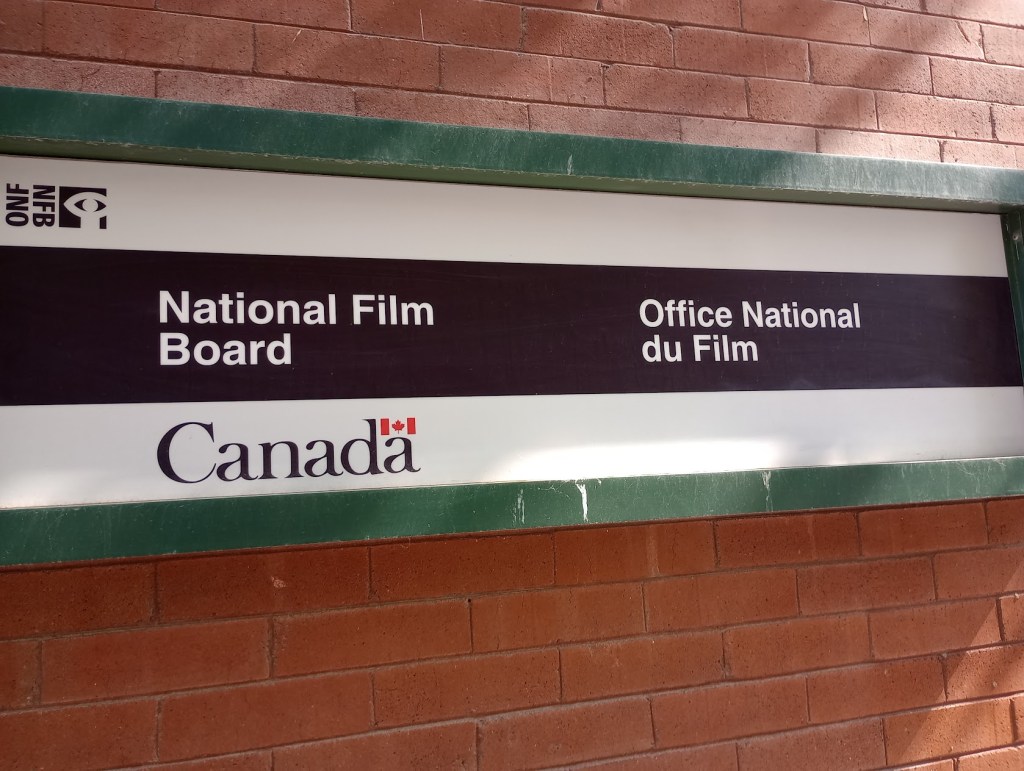 NFB
ONF
National Film
Board
Office National
du Film
Canada